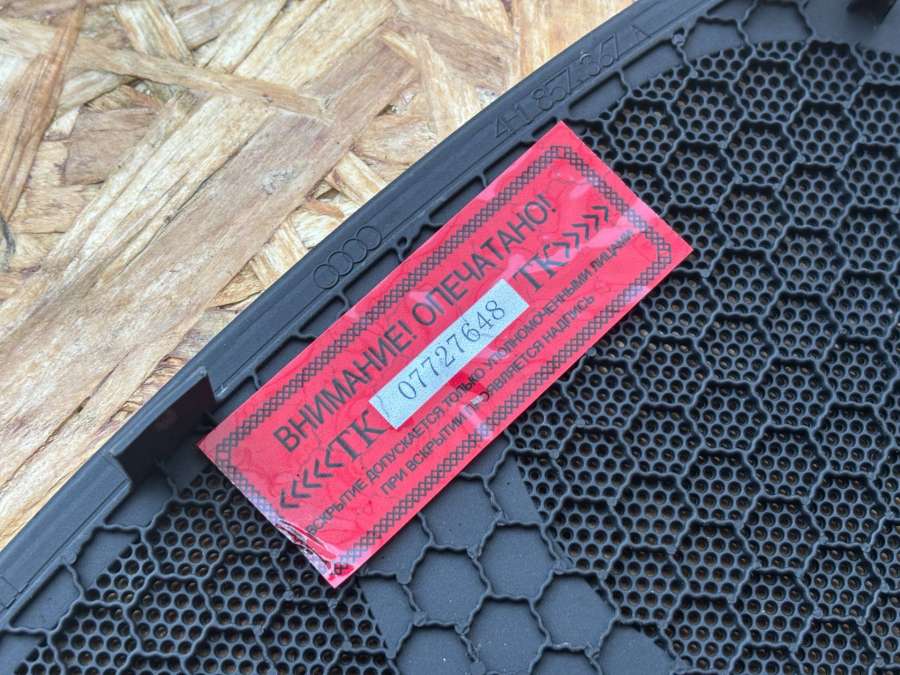 4H1 857 367 A
ВНИМАНИЕ! ОПЕЧАТАНО!
<<<<<ТК 07727648 ТК>>>>>
ВСКРЫТИЕ ДОПУСКАЕТСЯ ТОЛЬКО УПОЛНОМОЧЕННЫМИ ЛИЦАМИ
ПРИ ВСКРЫТИИ ПОЯВЛЯЕТСЯ НАДПИСЬ